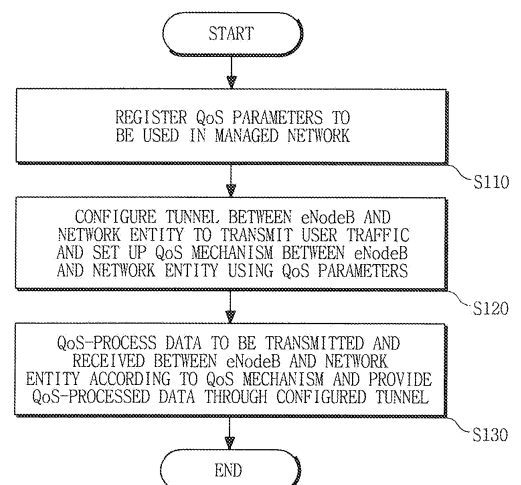 START
REGISTER QoS PARAMETERS TO
BE USED IN MANAGED NETWORK
S110
CONFIGURE TUNNEL BETWEEN eNodeB AND
NETWORK ENTITY TO TRANSMIT USER TRAFFIC
AND SET UP QoS MECHANISM BETWEEN eNodeB
AND NETWORK ENTITY USING QoS PARAMETERS
S120
QoS-PROCESS DATA TO BE TRANSMITTED AND
RECEIVED BETWEEN eNodeB AND NETWORK
ENTITY ACCORDING TO QoS MECHANISM AND PROVIDE
QoS-PROCESSED DATA THROUGH CONFIGURED TUNNEL
S130
END